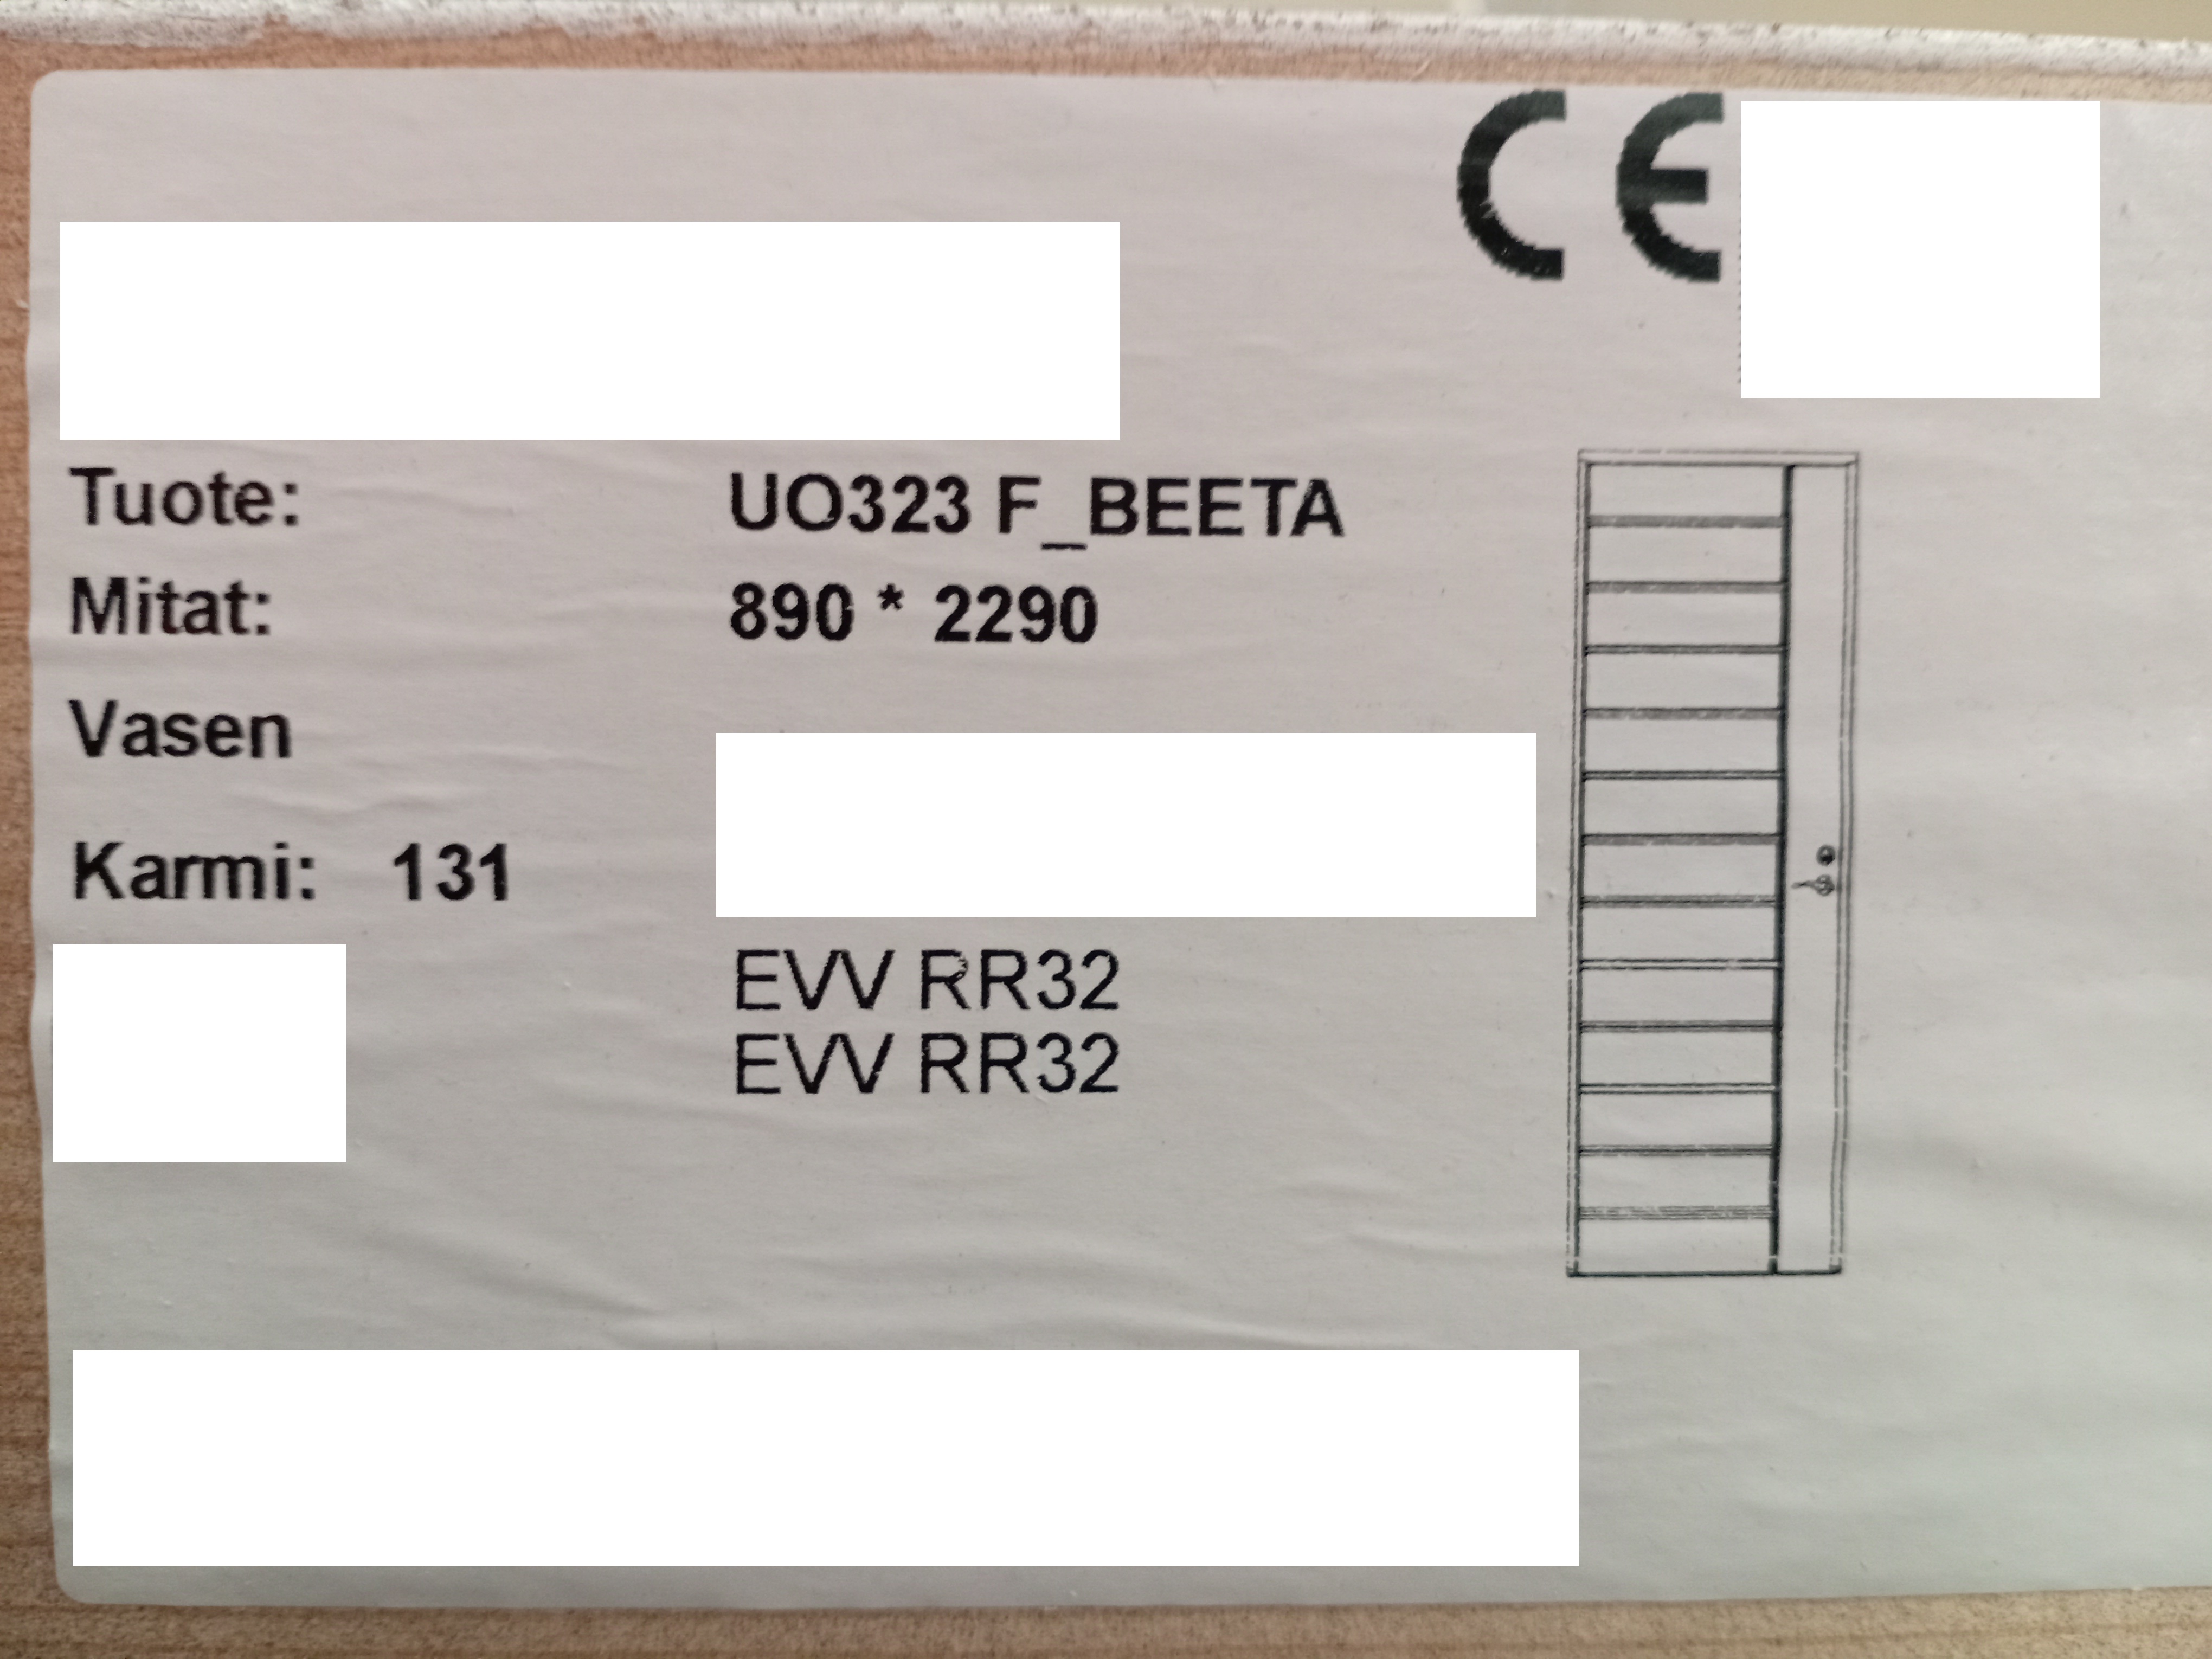 CE
Tuote: UO323 F_BEETA
Mitat: 890 * 2290
Vasen
Karmi: 131
EVV RR32
EVV RR32